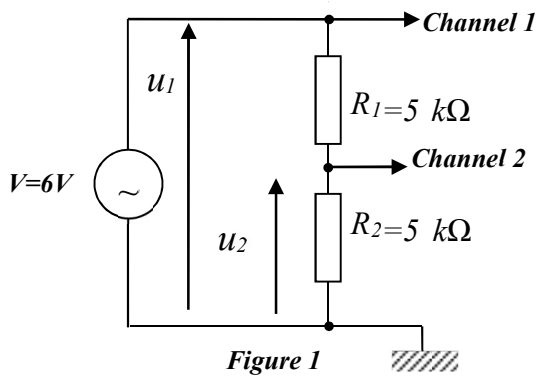 Channel 1
u1
R1=5 kΩ
Channel 2
V=6V
~
u2
R2=5 kΩ
Figure 1